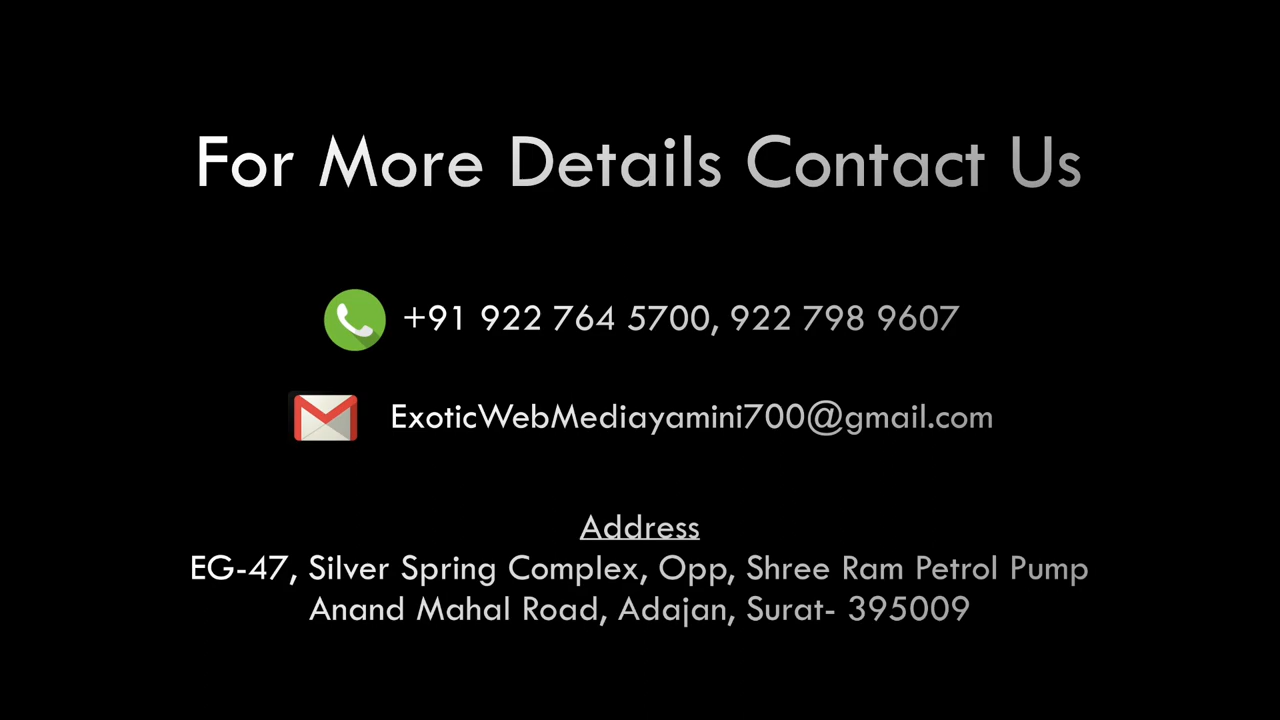 For More Details Contact Us
+91 922 764 5700, 922 798 9607
ExoticWebMediayamini700@gmail.com
Address
EG-47, Silver Spring Complex, Opp, Shree Ram Petrol Pump
Anand Mahal Road, Adajan, Surat- 395009